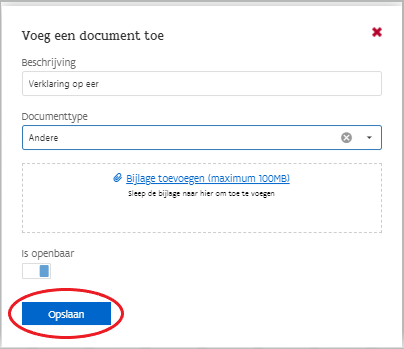 Voeg een document toe
Beschrijving
Verklaring op eer
Documenttype
Andere
Bijlage toevoegen (maximum 100MB)
Sleep de bijlage naar hier om toe te voegen
Is openbaar
Opslaan